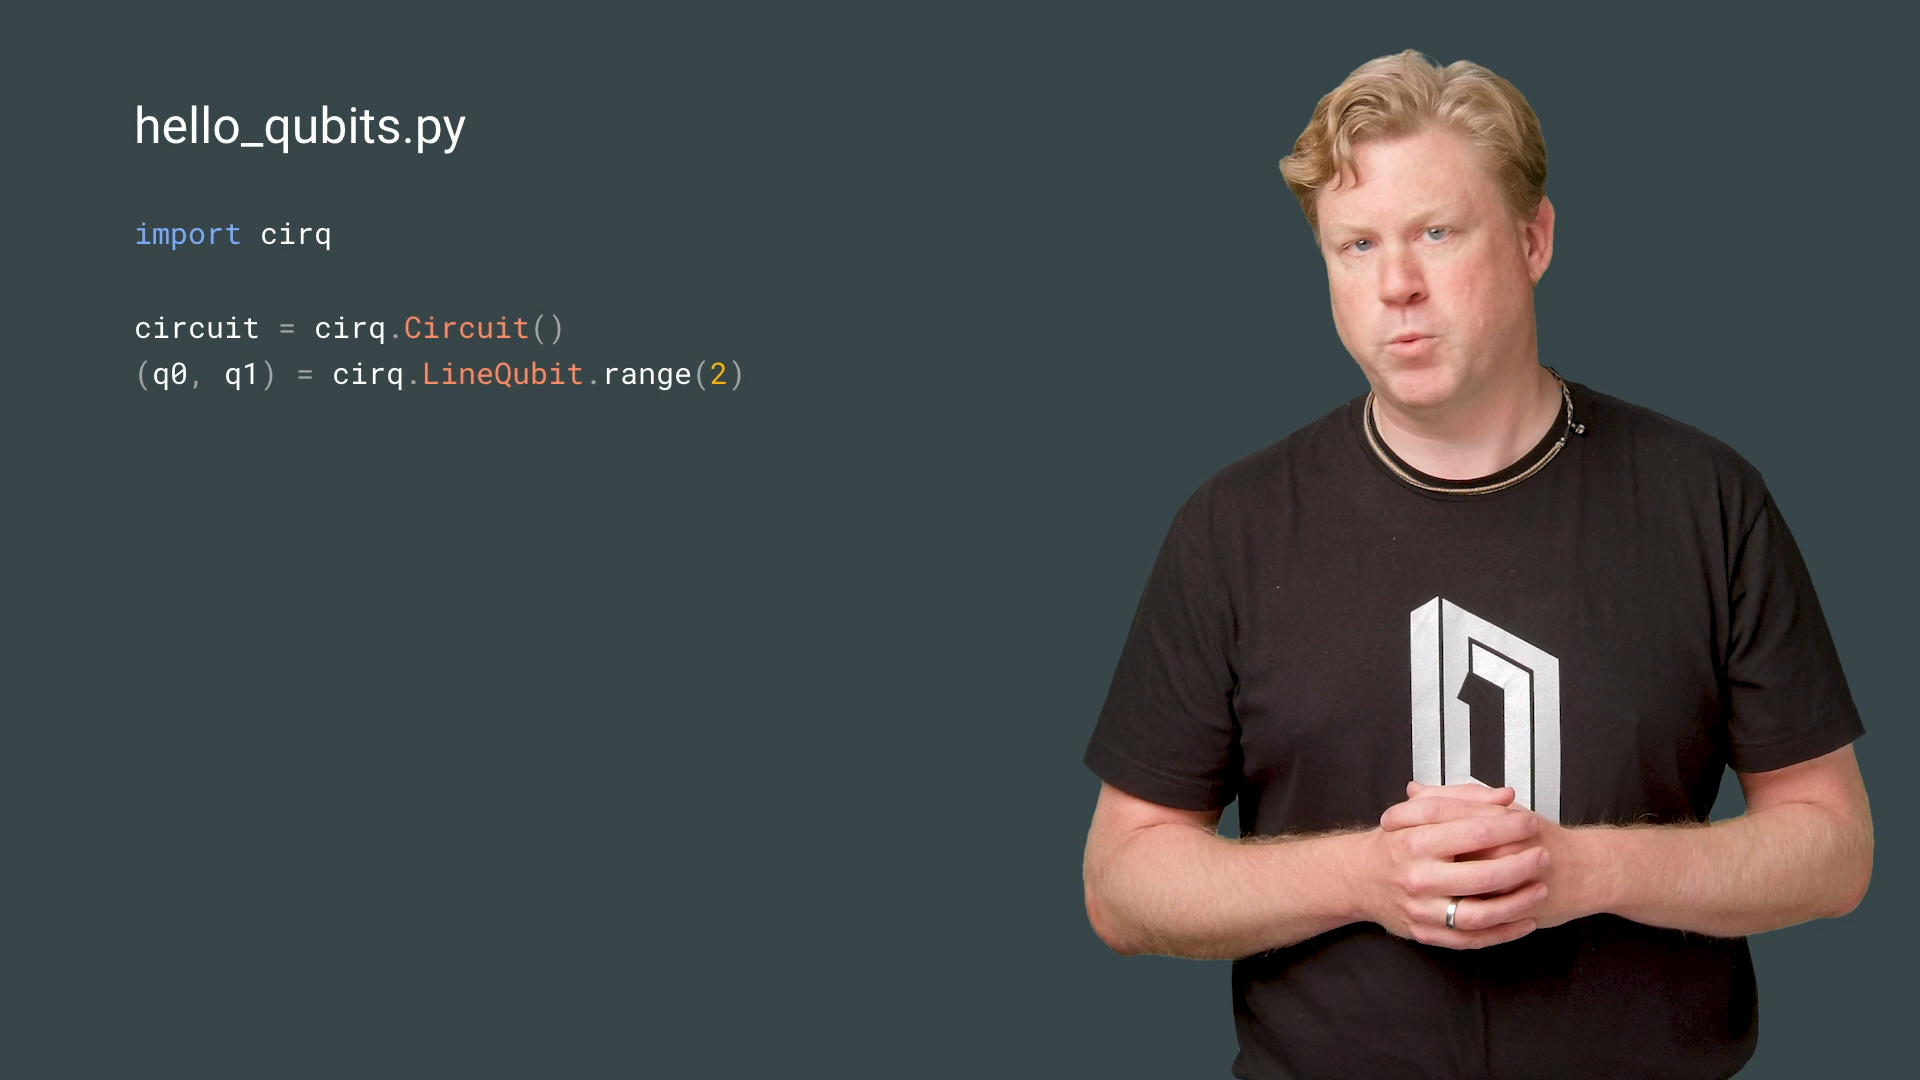 hello_qubits.py
import cirq
circuit = cirq.Circuit()
(q0, q1) = cirq.LineQubit.range(2)